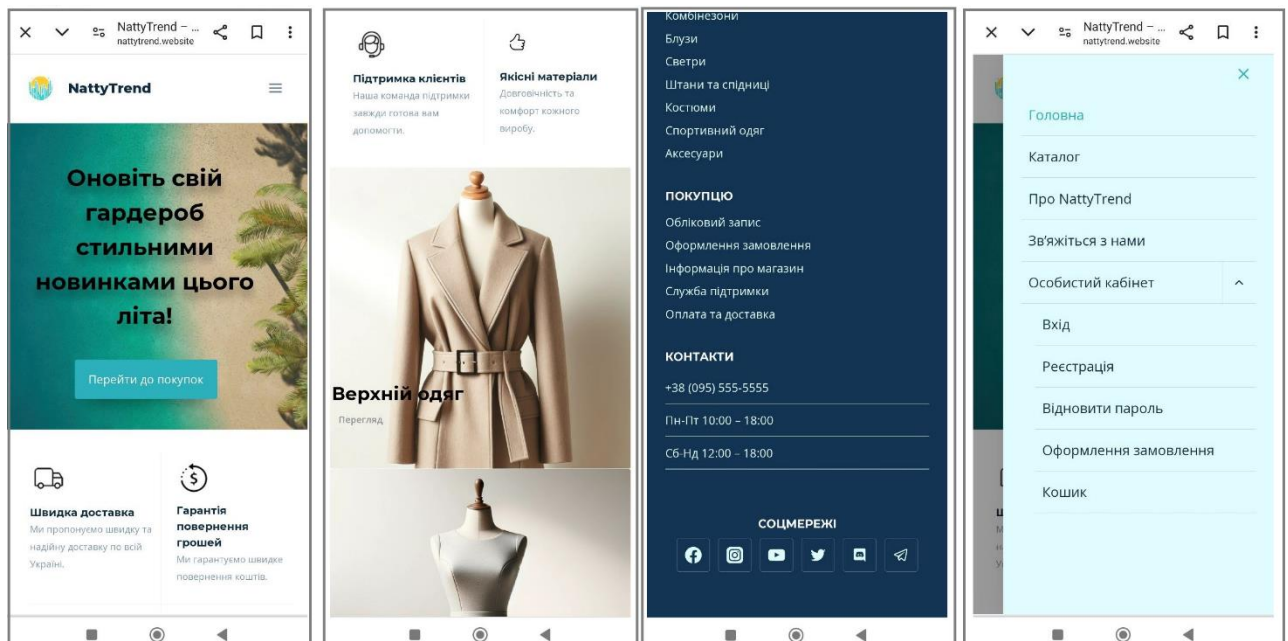 NattyTrend – ...
nattytrend.website
NattyTrend
Оновіть свій
гардероб
стильними
новинками цього
літа!
Перейти до покупок
Швидка доставка
Ми пропонуємо швидку та
надійну доставку по всій
Україні.
Гарантія
повернення
грошей
Ми гарантуємо швидке
повернення коштів.
Підтримка клієнтів
Наша команда підтримки
завжди готова вам
допомогти.
Якісні матеріали
Довговічність та
комфорт кожного
виробу.
Верхній одяг
Перегляд
Комбінезони
Блузи
Светри
Штани та спідниці
Костюми
Спортивний одяг
Аксесуари
ПОКУПЦЮ
Обліковий запис
Оформлення замовлення
Інформація про магазин
Служба підтримки
Оплата та доставка
КОНТАКТИ
+38 (095) 555-5555
Пн-Пт 10:00 – 18:00
Сб-Нд 12:00 – 18:00
СОЦМЕРЕЖІ
NattyTrend – ...
nattytrend.website
Головна
Каталог
Про NattyTrend
Зв’яжіться з нами
Особистий кабінет
Вхід
Реєстрація
Відновити пароль
Оформлення замовлення
Кошик